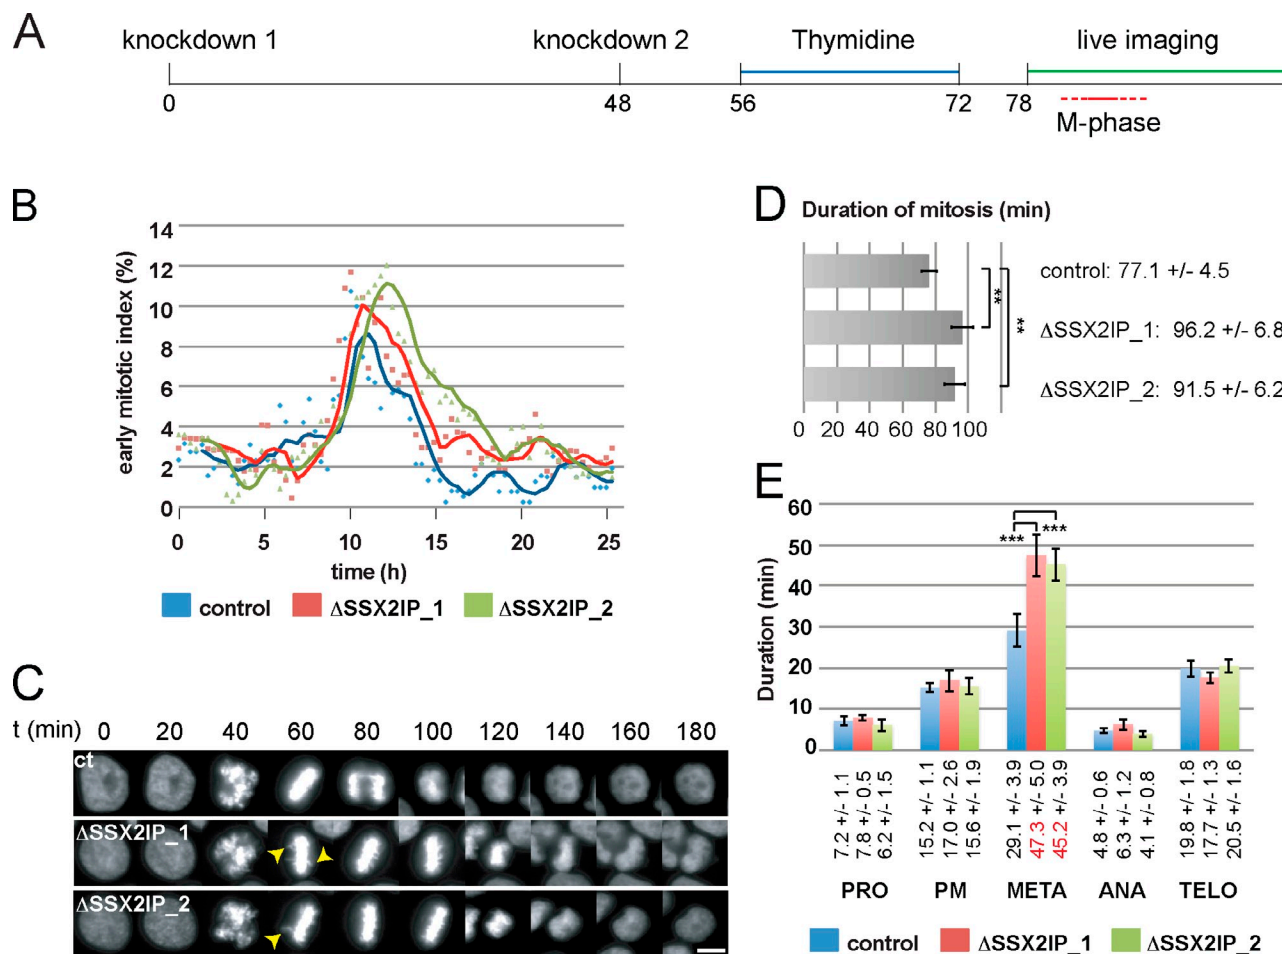 A
knockdown 1 knockdown 2 Thymidine live imaging
0 48 56 72 78
M-phase
B
early mitotic index (%)
14
12
10
8
6
4
2
0
0 5 10 15 20 25
time (h)
control ΔSSX2IP_1 ΔSSX2IP_2
C
t (min) 0 20 40 60 80 100 120 140 160 180
ct
ΔSSX2IP_1
ΔSSX2IP_2
D Duration of mitosis (min)
control: 77.1 +/- 4.5
ΔSSX2IP_1: 96.2 +/- 6.8
ΔSSX2IP_2: 91.5 +/- 6.2
**
**
0 20 40 60 80 100
E
Duration (min)
60
50
40
30
20
10
0
*** ***
7.2 +/- 1.1
7.8 +/- 0.5
6.2 +/- 1.5
15.2 +/- 1.1
17.0 +/- 2.6
15.6 +/- 1.9
29.1 +/- 3.9
47.3 +/- 5.0
45.2 +/- 3.9
4.8 +/- 0.6
6.3 +/- 1.2
4.1 +/- 0.8
19.8 +/- 1.8
17.7 +/- 1.3
20.5 +/- 1.6
PRO PM META ANA TELO
control ΔSSX2IP_1 ΔSSX2IP_2